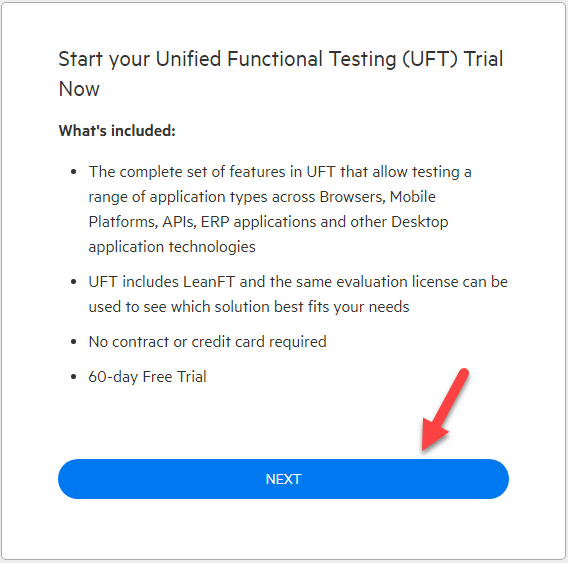 Start your Unified Functional Testing (UFT) Trial
Now
What's included:
• The complete set of features in UFT that allow testing a
range of application types across Browsers, Mobile
Platforms, APIs, ERP applications and other Desktop
application technologies
• UFT includes LeanFT and the same evaluation license can be
used to see which solution best fits your needs
• No contract or credit card required
• 60-day Free Trial
NEXT